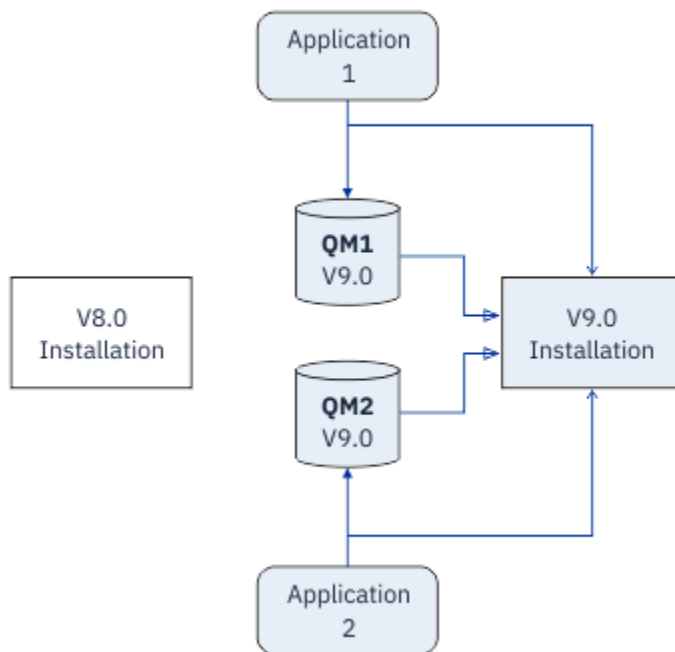 Application
1
QM1
V9.0
V8.0
Installation
V9.0
Installation
QM2
V9.0
Application
2